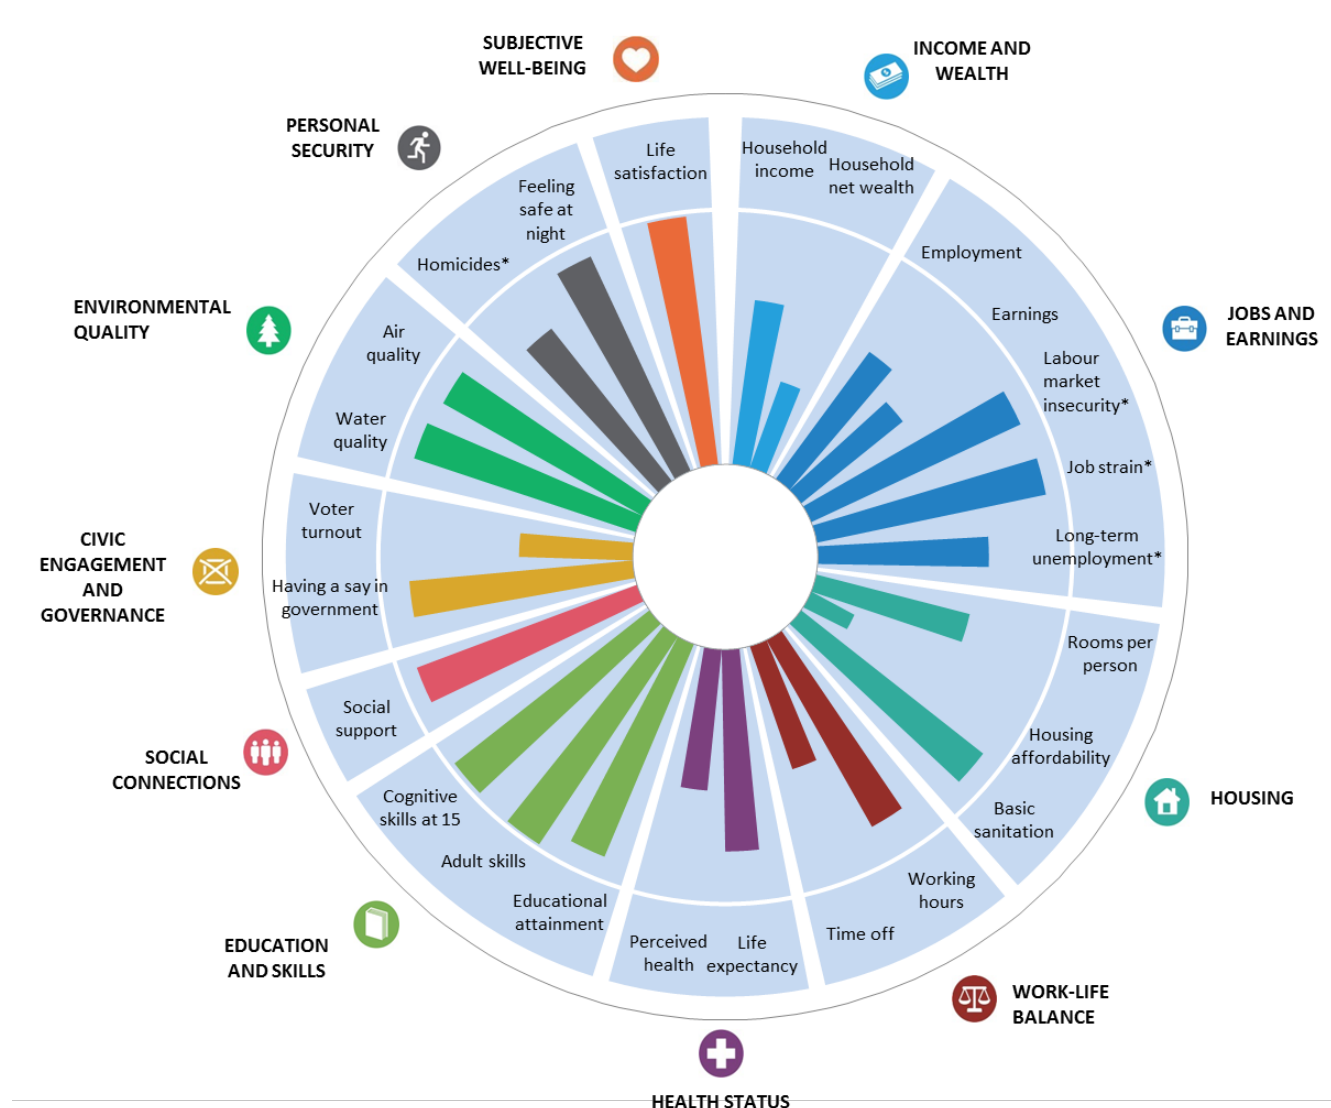 SUBJECTIVE
WELL-BEING
INCOME AND
WEALTH
PERSONAL
SECURITY
Life
satisfaction
Household
income
Household
net wealth
Feeling
safe at
night
Homicides*
Employment
ENVIRONMENTAL
QUALITY
Air
quality
Earnings
JOBS AND
EARNINGS
Labour
market
insecurity*
Water
quality
Job strain*
Voter
turnout
Long-term
unemployment*
CIVIC
ENGAGEMENT
AND
GOVERNANCE
Having a say in
government
Rooms per
person
Social
support
Housing
affordability
SOCIAL
CONNECTIONS
HOUSING
Cognitive
skills at 15
Basic
sanitation
Adult skills
Educational
attainment
Working
hours
Time off
Perceived
health
Life
expectancy
EDUCATION
AND SKILLS
WORK-LIFE
BALANCE
HEALTH STATUS